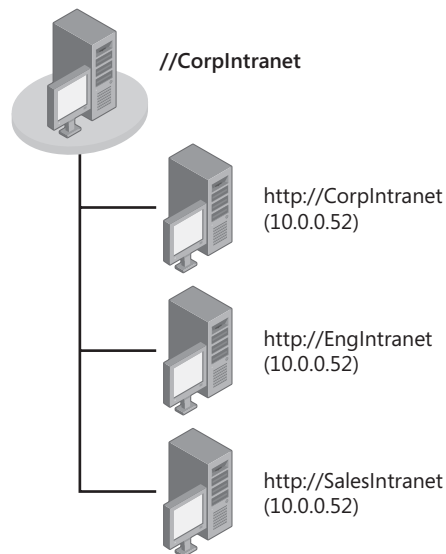 //CorpIntranet
http://CorpIntranet
(10.0.0.52)
http://EngIntranet
(10.0.0.52)
http://SalesIntranet
(10.0.0.52)